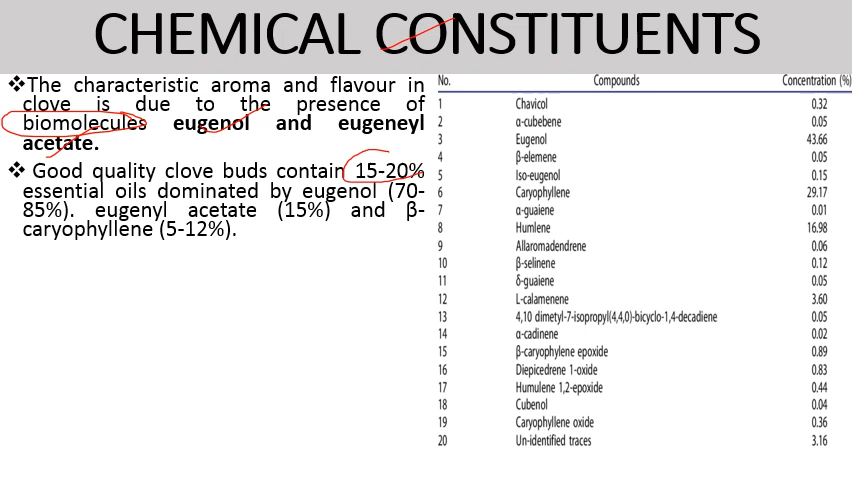 CHEMICAL CONSTITUENTS
❖The characteristic aroma and flavour in
clove is due to the presence of
biomolecules eugenol and eugeneyl
acetate.
❖ Good quality clove buds contain 15-20%
essential oils dominated by eugenol (70-
85%). eugenyl acetate (15%) and β-
caryophyllene (5-12%).
No. Compounds Concentration (%)
1 Chavicol 0.32
2 α-cubebene 0.05
3 Eugenol 43.66
4 β-elemene 0.05
5 Iso-eugenol 0.15
6 Caryophyllene 29.17
7 α-guaiene 0.01
8 Humlene 16.98
9 Allaromadendrene 0.06
10 β-selinene 0.12
11 δ-guaiene 0.05
12 L-calamenene 3.60
13 4,10 dimetyl-7-isopropyl(4,4,0)-bicyclo-1,4-decadiene 0.05
14 α-cadinene 0.02
15 β-caryophylene epoxide 0.89
16 Diepicedrene 1-oxide 0.83
17 Humulene 1,2-epoxide 0.44
18 Cubenol 0.04
19 Caryophyllene oxide 0.36
20 Un-identified traces 3.16